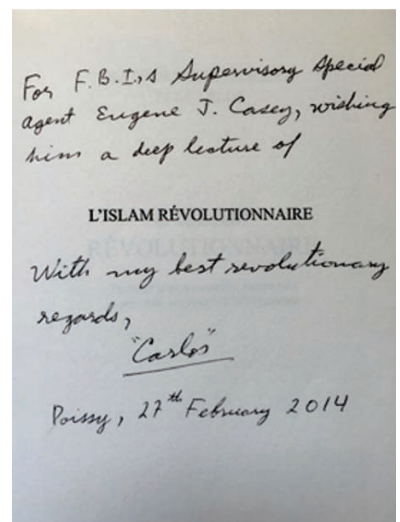 For F.B.I.,s Supervisory Special
agent Eugene J. Casey, wishing
him a deep lecture of
L'ISLAM RÉVOLUTIONNAIRE
With my best revolutionary
regards,
"Carlos"
Poissy, 27th February 2014